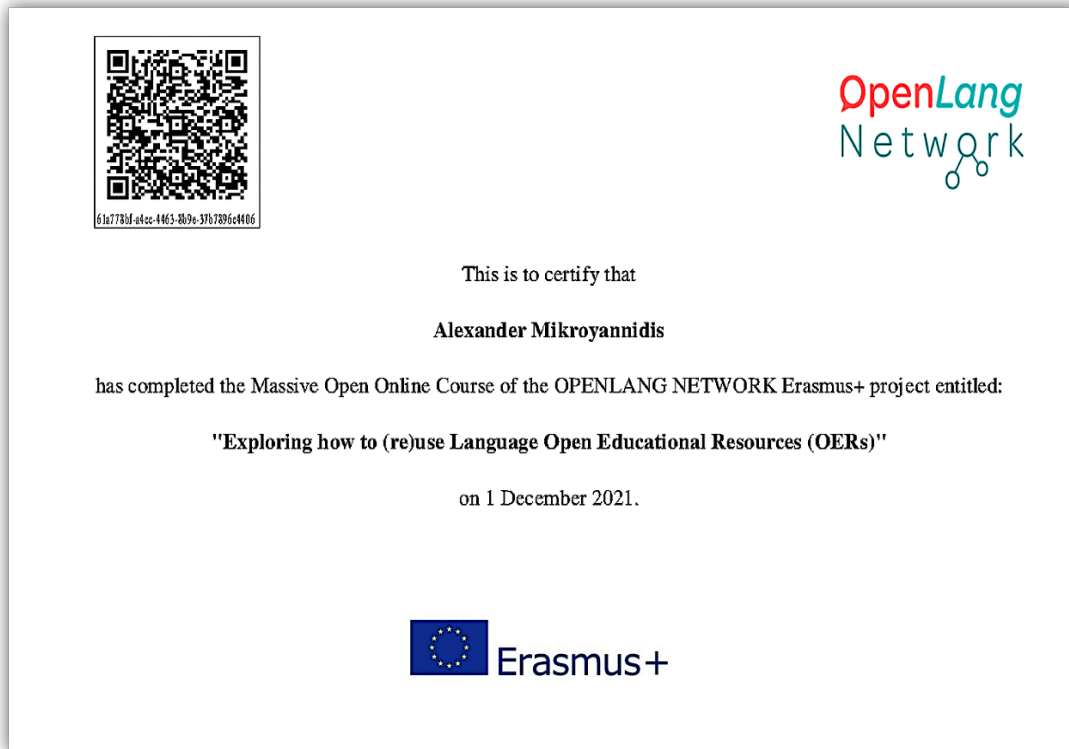 OpenLang
Network
61a778bf-a4cc-4463-8b9e-37b7896c4406
This is to certify that
Alexander Mikroyannidis
has completed the Massive Open Online Course of the OPENLANG NETWORK Erasmus+ project entitled:
"Exploring how to (re)use Language Open Educational Resources (OERs)"
on 1 December 2021.
Erasmus+